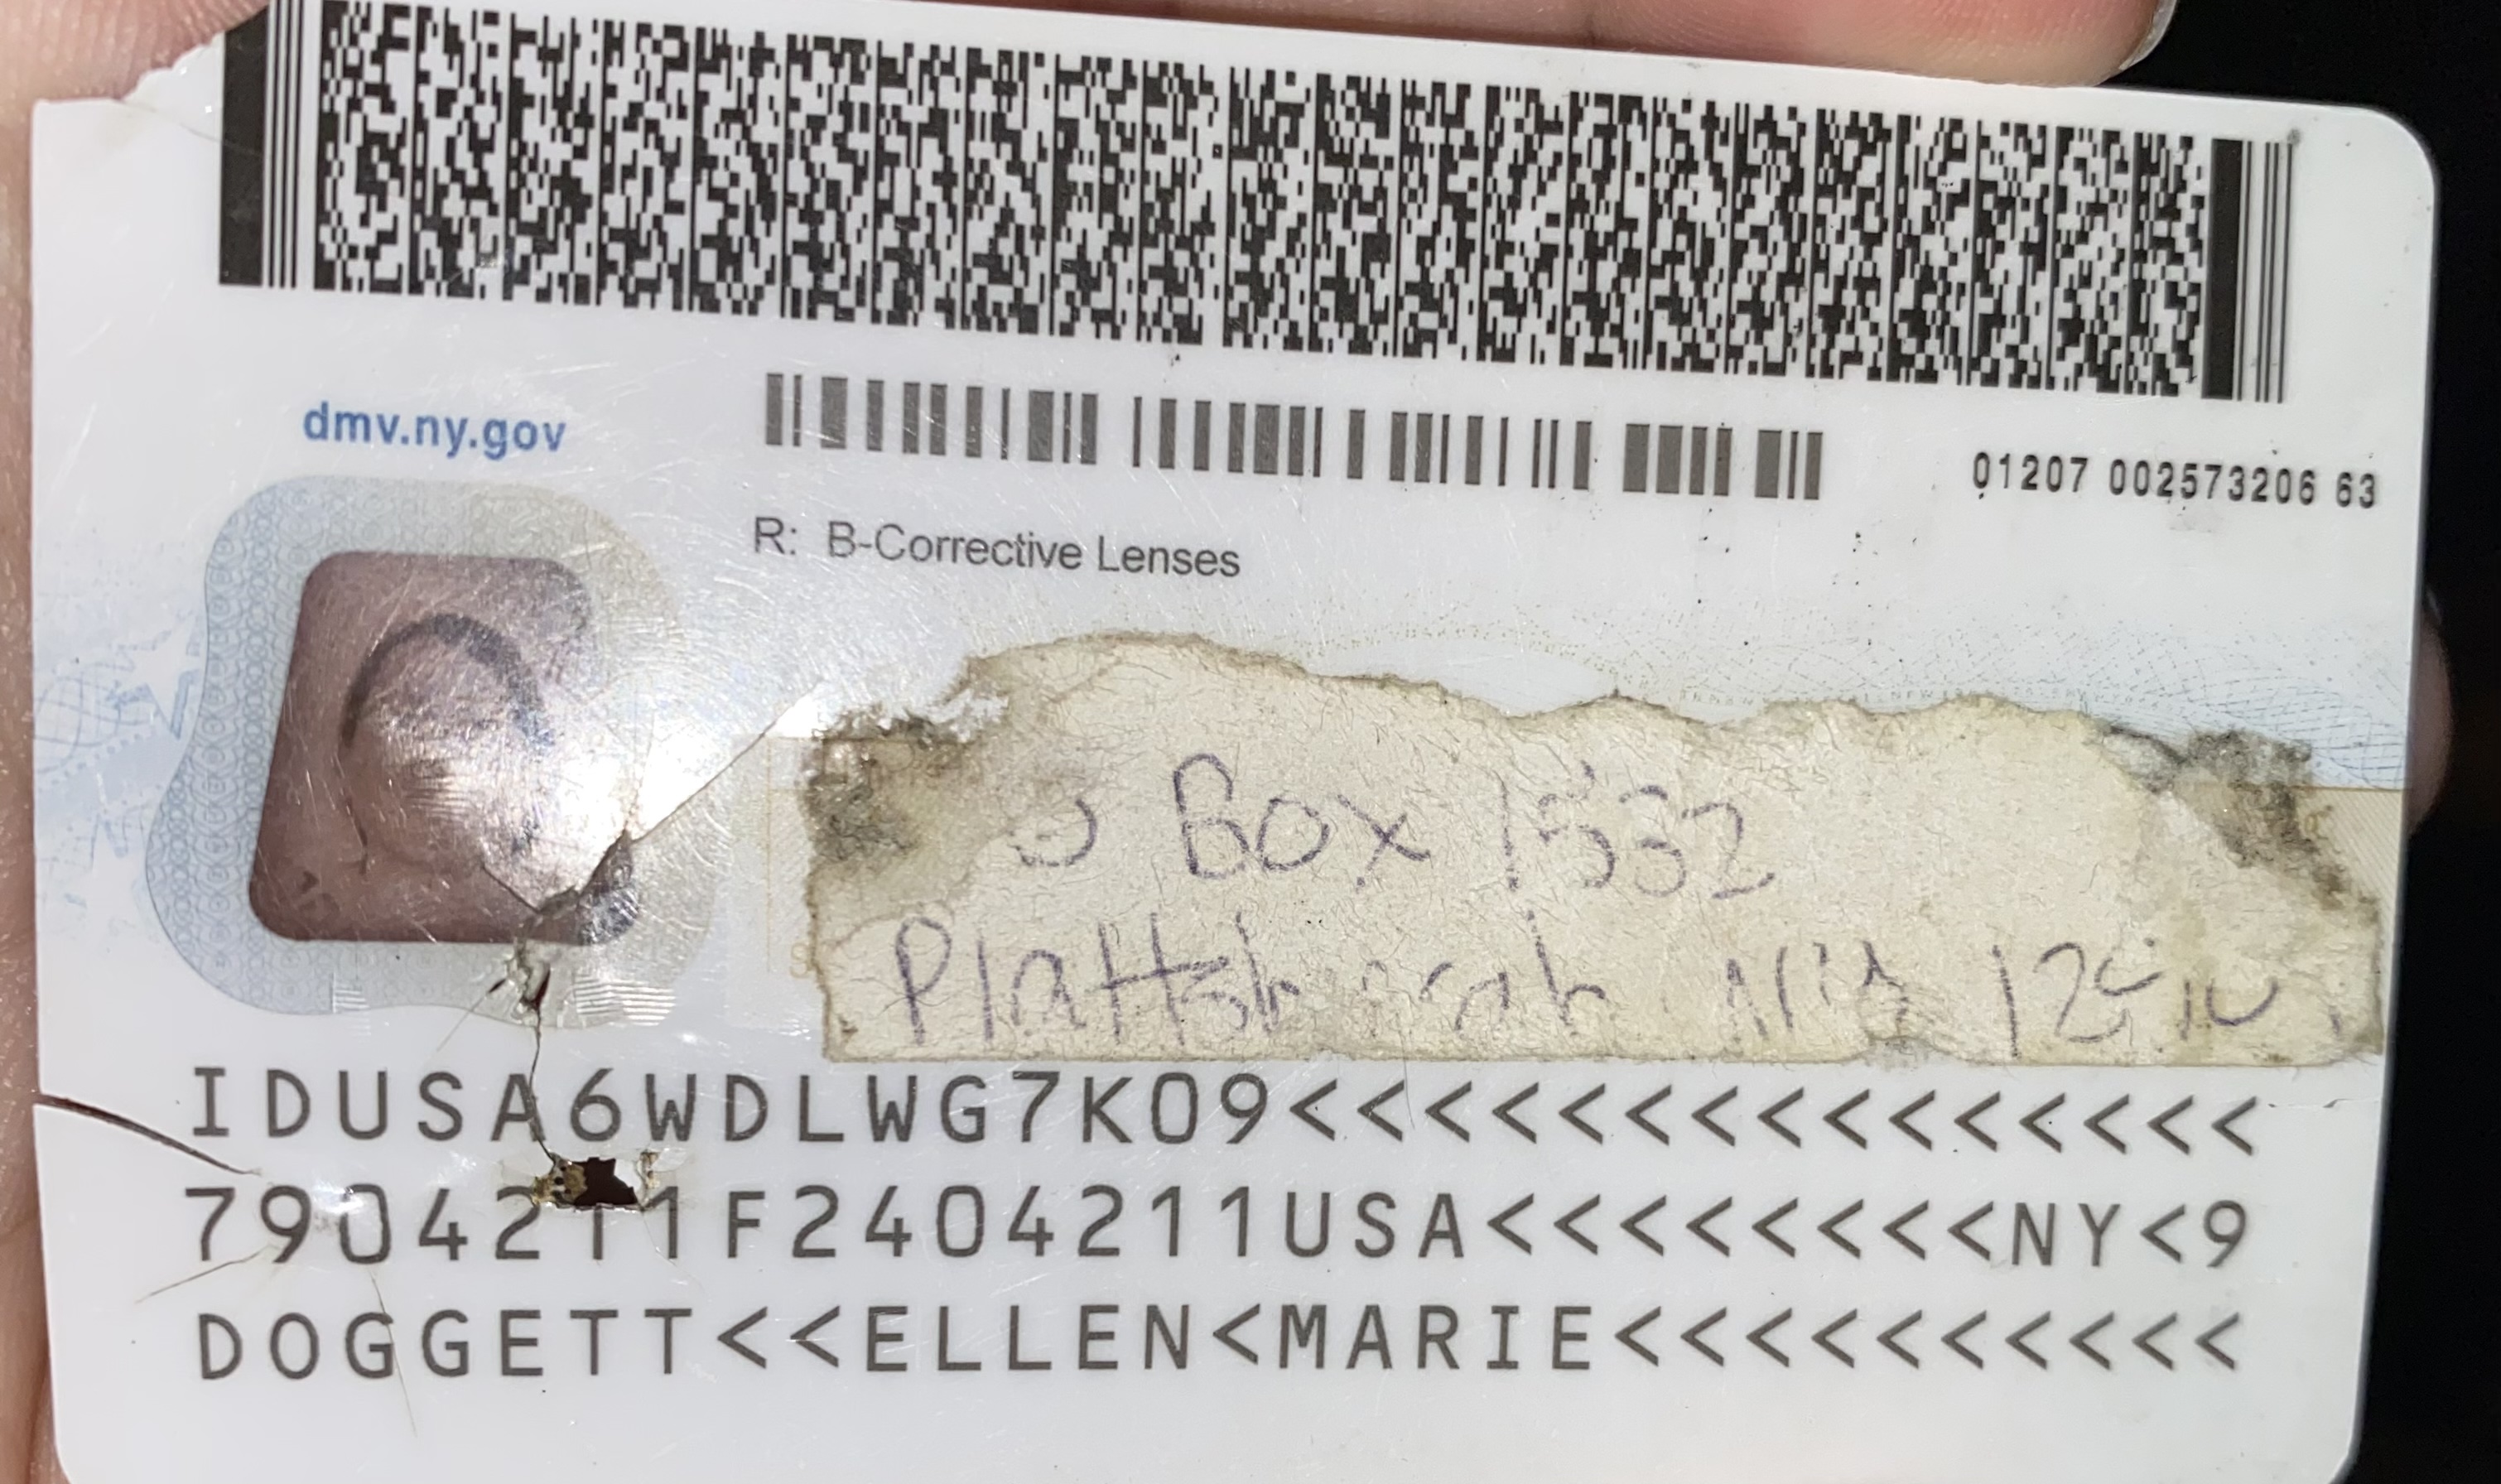 dmv.ny.gov
01207 002573206 63
R: B-Corrective Lenses
Box 1532
IDUSA6WDLWG7K09<<<<<<<<<<<<<<<
7904211F2404211USA<<<<<<<<NY<9
DOGGETT<<ELLEN<MARIE<<<<<<<<<<